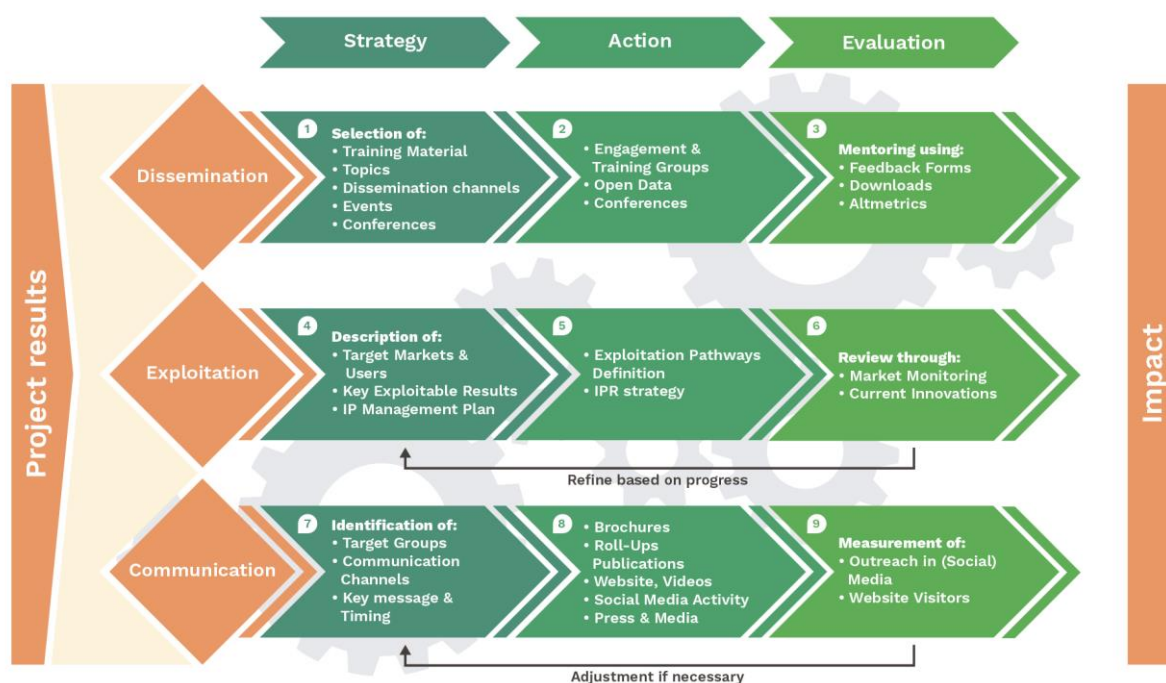 Strategy
Action
Evaluation
Project results
Dissemination
1
Selection of:
• Training Material
• Topics
• Dissemination channels
• Events
• Conferences
2
• Engagement &
Training Groups
• Open Data
• Conferences
3
Mentoring using:
• Feedback Forms
• Downloads
• Altmetrics
Exploitation
4
Description of:
• Target Markets &
Users
• Key Exploitable Results
• IP Management Plan
5
• Exploitation Pathways
Definition
• IPR strategy
6
Review through:
• Market Monitoring
• Current Innovations
Refine based on progress
Communication
7
Identification of:
• Target Groups
• Communication
Channels
• Key message &
Timing
8
• Brochures
• Roll-Ups
Publications
• Website, Videos
• Social Media Activity
• Press & Media
9
Measurement of:
• Outreach in (Social)
Media
• Website Visitors
Adjustment if necessary
Impact